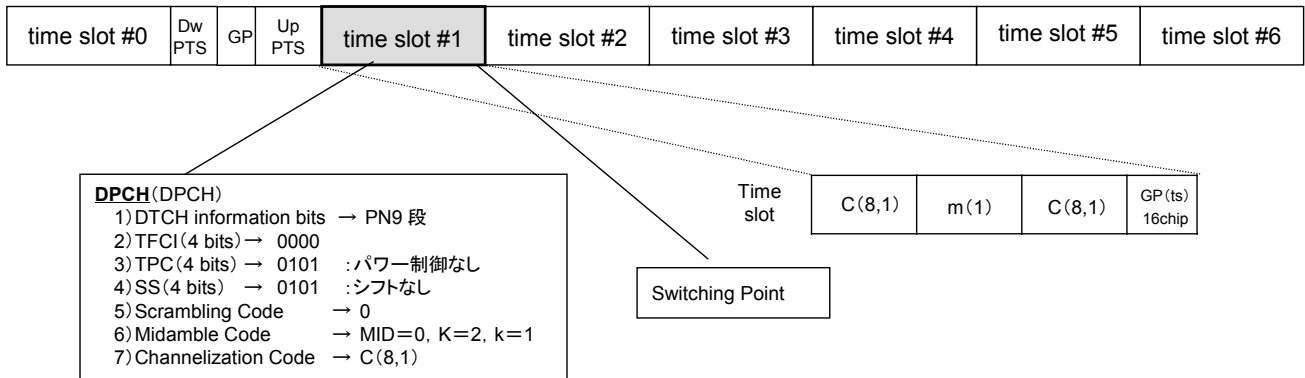 time slot #0
Dw
PTS
GP
Up
PTS
time slot #1
time slot #2
time slot #3
time slot #4
time slot #5
time slot #6
DPCH(DPCH)
1)DTCH information bits → PN9 段
2)TFCI(4 bits)→ 0000
3)TPC(4 bits)→ 0101 :パワー制御なし
4)SS(4 bits) → 0101 :シフトなし
5)Scrambling Code → 0
6)Midamble Code → MID=0, K=2, k=1
7)Channelization Code → C(8,1)
Time
slot
C(8,1)
m(1)
C(8,1)
GP(ts)
16chip
Switching Point